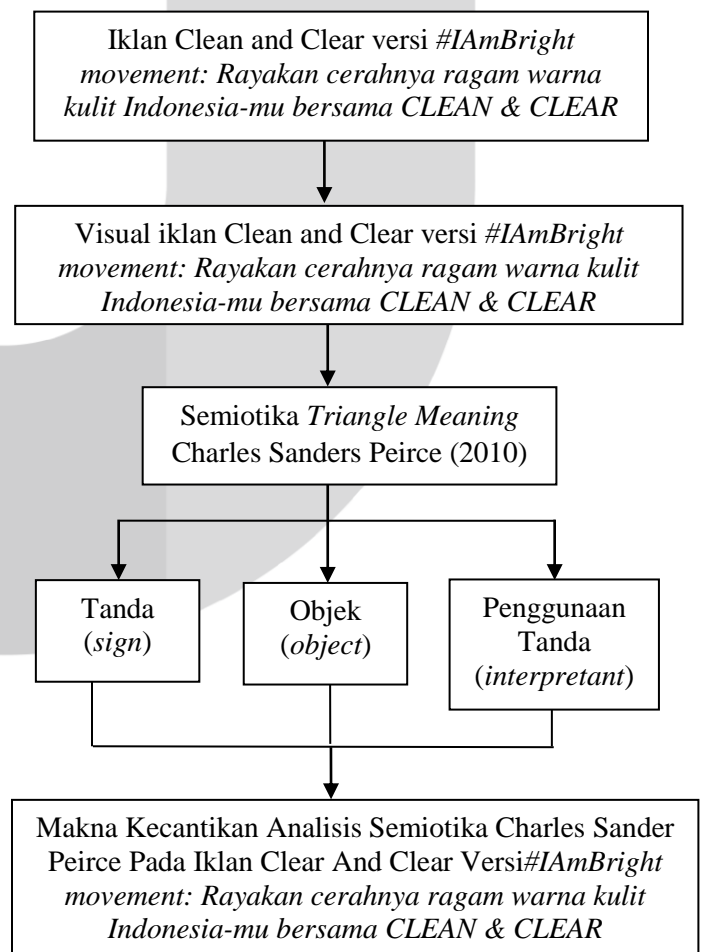 Iklan Clean and Clear versi #IAmBright
movement: Rayakan cerahnya ragam warna
kulit Indonesia-mu bersama CLEAN & CLEAR
Visual iklan Clean and Clear versi #IAmBright
movement: Rayakan cerahnya ragam warna kulit
Indonesia-mu bersama CLEAN & CLEAR
Semiotika Triangle Meaning
Charles Sanders Peirce (2010)
Tanda
(sign)
Objek
(object)
Penggunaan
Tanda
(interpretant)
Makna Kecantikan Analisis Semiotika Charles Sander
Peirce Pada Iklan Clear And Clear Versi#IAmBright
movement: Rayakan cerahnya ragam warna kulit
Indonesia-mu bersama CLEAN & CLEAR